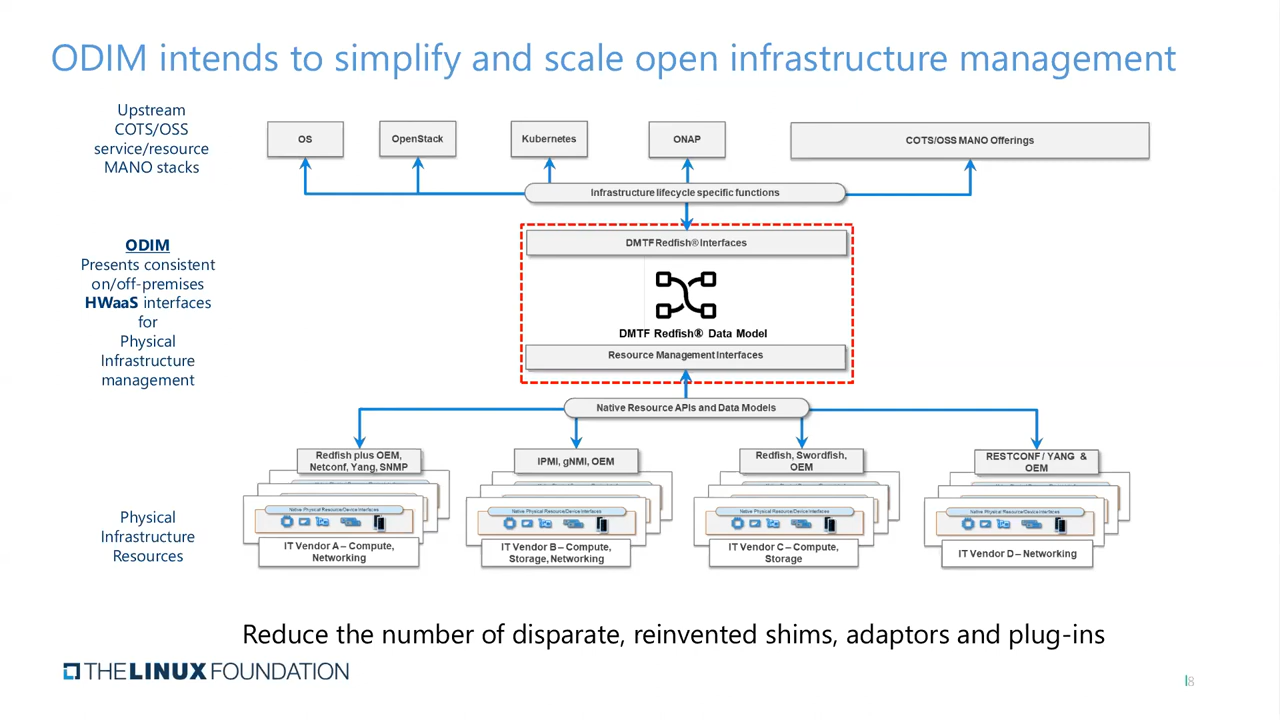 ODIM intends to simplify and scale open infrastructure management
Upstream
COTS/OSS
service/resource
MANO stacks
OS
OpenStack
Kubernetes
ONAP
COTS/OSS MANO Offerings
Infrastructure lifecycle specific functions
ODIM
Presents consistent
on/off-premises
HWaaS interfaces
for
Physical
Infrastructure
management
DMTF Redfish® Interfaces
DMTF Redfish® Data Model
Resource Management Interfaces
Native Resource APIs and Data Models
Redfish plus OEM,
Netconf, Yang, SNMP
IPMI, gNMI, OEM
Redfish, Swordfish,
OEM
RESTCONF / YANG &
OEM
Physical
Infrastructure
Resources
Native Physical Resource/Device Interfaces
Native Physical Resource/Device Interfaces
Native Physical Resource/Device Interfaces
Native Physical Resource/Device Interfaces
IT Vendor A – Compute,
Networking
IT Vendor B – Compute,
Storage, Networking
IT Vendor C – Compute,
Storage
IT Vendor D – Networking
Reduce the number of disparate, reinvented shims, adaptors and plug-ins
THE LINUX FOUNDATION
8